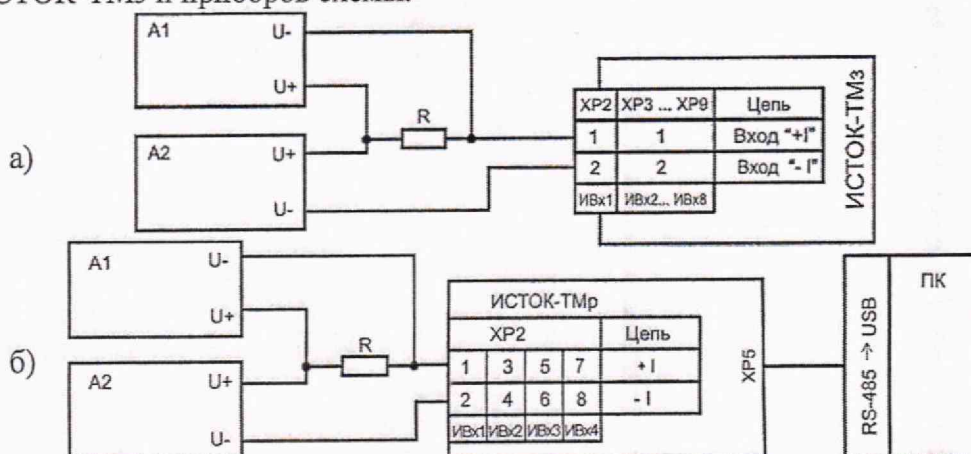 ИСТОК-ТМз и приборов схемы.
а)
A1
U-
U+
A2
U+
U-
R
XP2 XP3 ... XP9 Цепь
1 1 Вход "+I"
2 2 Вход "- I"
ИВх1 ИВх2... ИВх8
ИСТОК-ТМз
б)
A1
U-
U+
A2
U+
U-
R
ИСТОК-ТМр
XP2 Цепь
1 3 5 7 + I
2 4 6 8 - I
ИВх1 ИВх2 ИВх3 ИВх4
XP5
RS-485 → USB
ПК